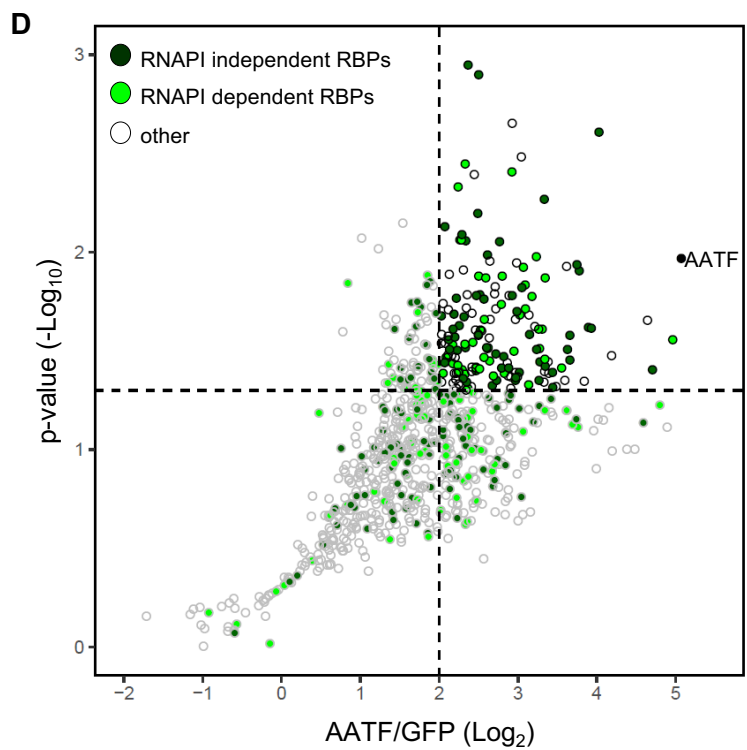 D
RNAPI independent RBPs
RNAPI dependent RBPs
other
AATF
p-value (-Log10)
3
2
1
0
−2 −1 0 1 2 3 4 5
AATF/GFP (Log2)